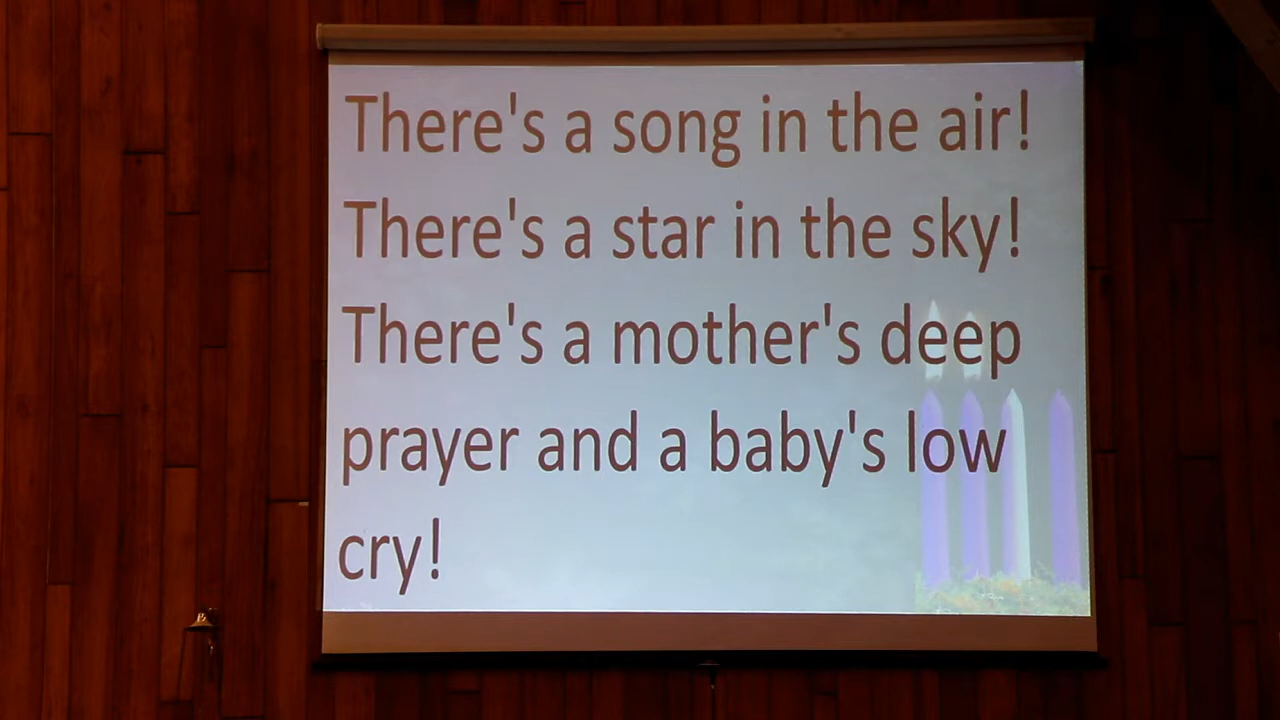 There's a song in the air!
There's a star in the sky!
There's a mother's deep
prayer and a baby's low
cry!